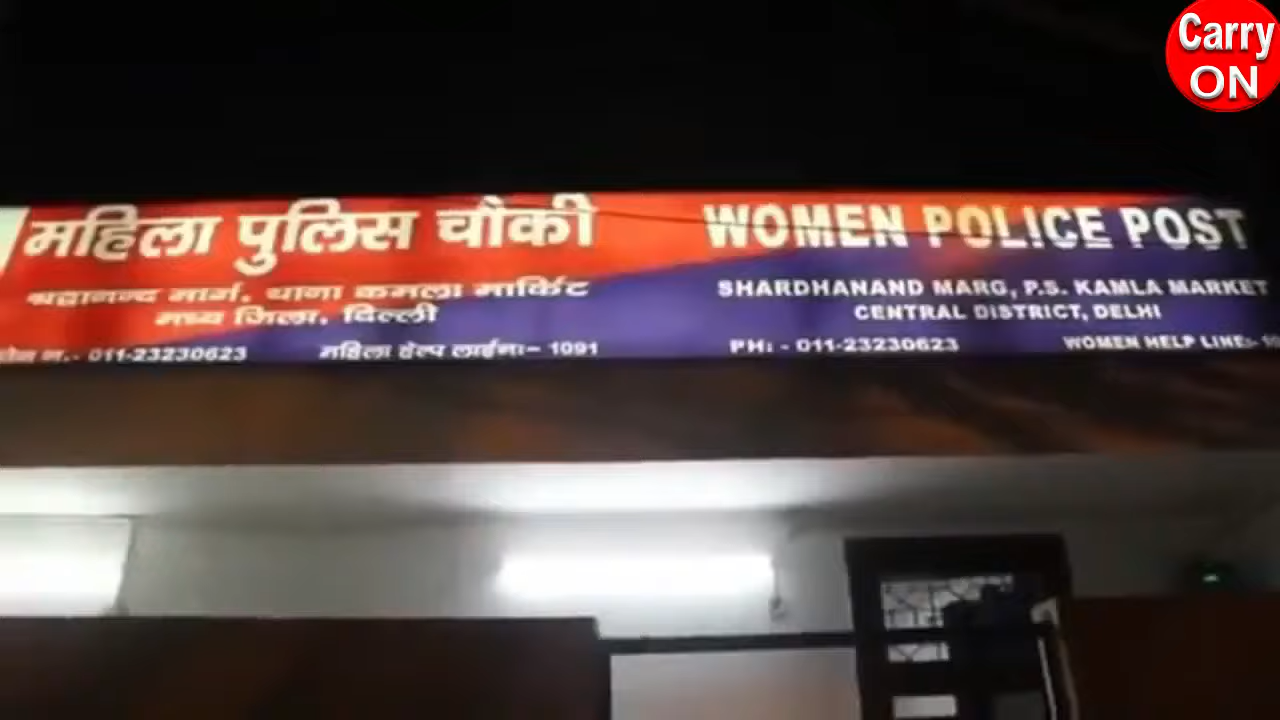 Carry
ON
महिला पुलिस चौकी
श्रद्धानन्द मार्ग, थाना कमला मार्किट
मध्य जिला, दिल्ली
फोन न.- 011-23230623 महिला हेल्प लाईनः- 1091
WOMEN POLICE POST
SHARDHANAND MARG, P.S. KAMLA MARKET
CENTRAL DISTRICT, DELHI
PH: - 011-23230623 WOMEN HELP LINE:-